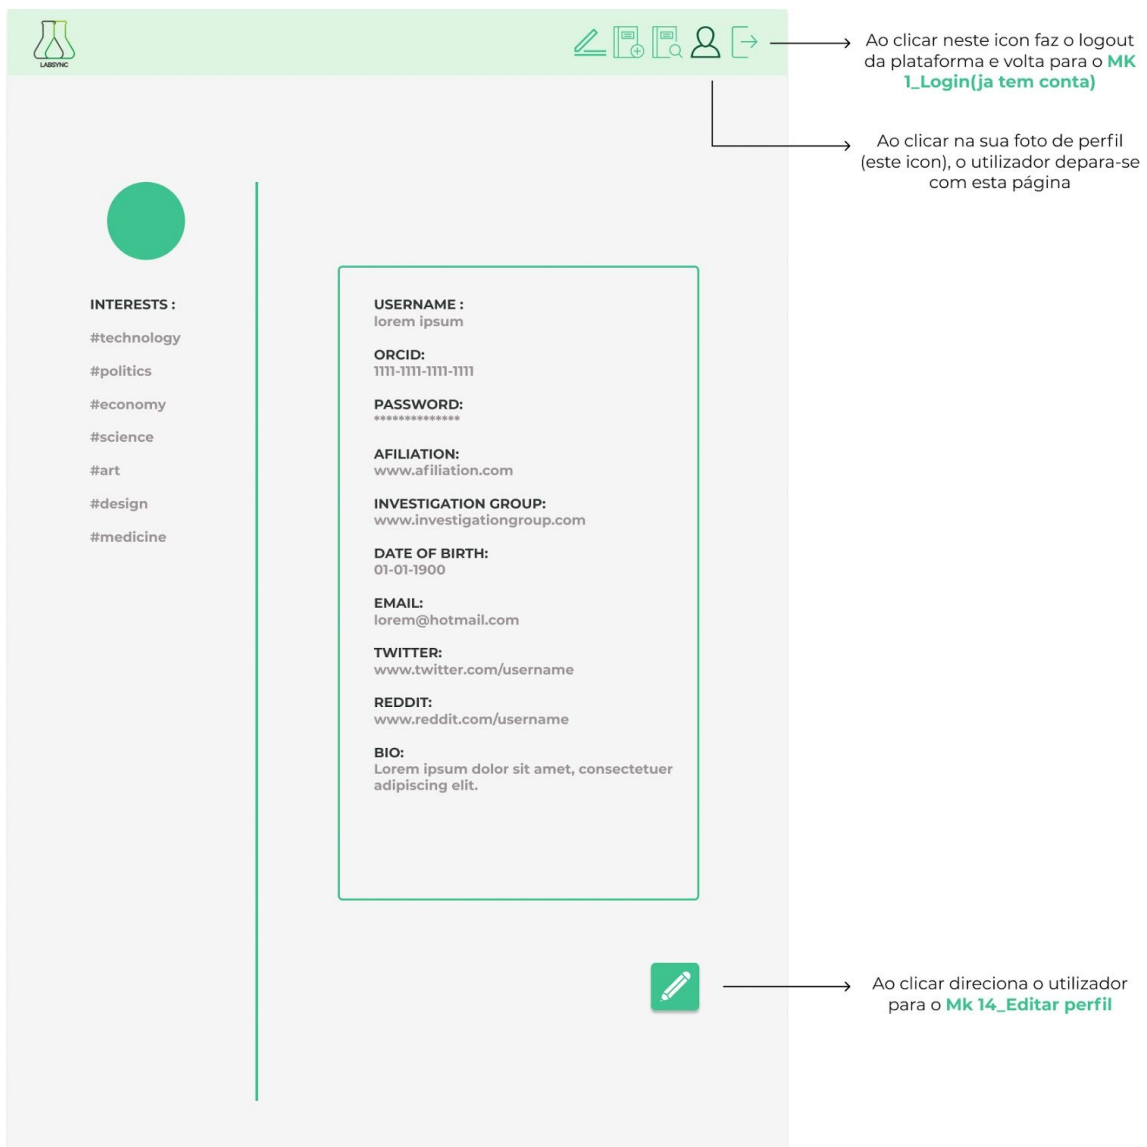 LABSYNC
Ao clicar neste icon faz o logout
da plataforma e volta para o MK
1_Login(ja tem conta)
Ao clicar na sua foto de perfil
(este icon), o utilizador depara-se
com esta página
INTERESTS :
#technology
#politics
#economy
#science
#art
#design
#medicine
USERNAME :
lorem ipsum
ORCID:
1111-1111-1111-1111
PASSWORD:
**************
AFILIATION:
www.afiliation.com
INVESTIGATION GROUP:
www.investigationgroup.com
DATE OF BIRTH:
01-01-1900
EMAIL:
lorem@hotmail.com
TWITTER:
www.twitter.com/username
REDDIT:
www.reddit.com/username
BIO:
Lorem ipsum dolor sit amet, consectetuer
adipiscing elit.
Ao clicar direciona o utilizador
para o Mk 14_Editar perfil